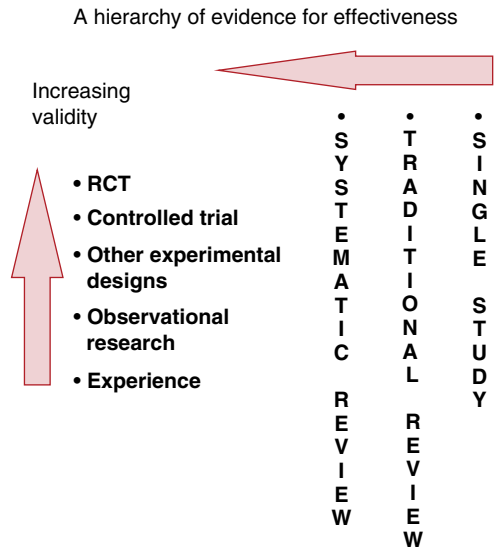 A hierarchy of evidence for effectiveness
Increasing
validity
• RCT
• Controlled trial
• Other experimental
designs
• Observational
research
• Experience
• SYSTEMATIC REVIEW
• TRADITIONAL REVIEW
• SINGLE STUDY